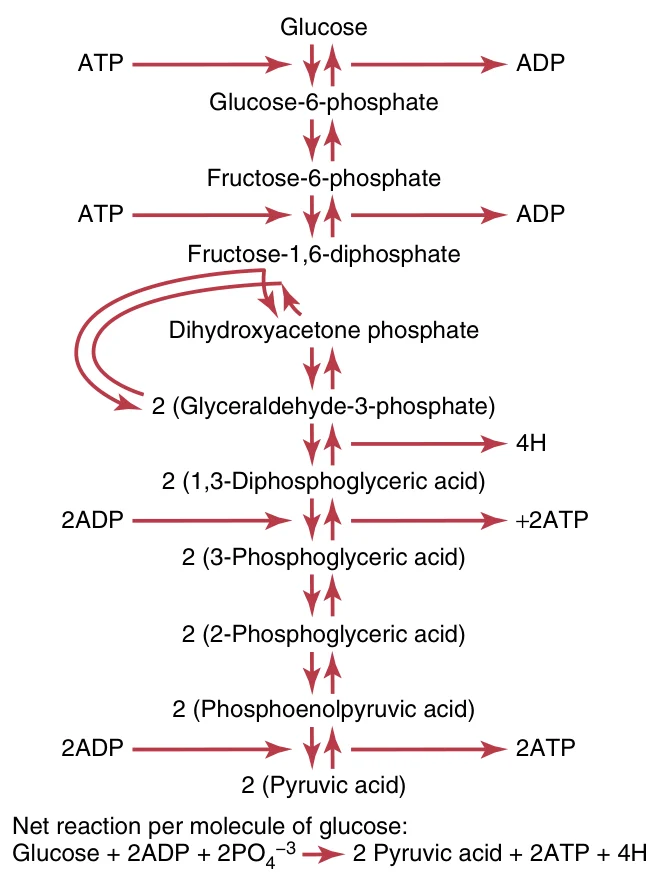 Glucose
ATP ADP
Glucose-6-phosphate
Fructose-6-phosphate
ATP ADP
Fructose-1,6-diphosphate
Dihydroxyacetone phosphate
2 (Glyceraldehyde-3-phosphate)
4H
2 (1,3-Diphosphoglyceric acid)
2ADP +2ATP
2 (3-Phosphoglyceric acid)
2 (2-Phosphoglyceric acid)
2 (Phosphoenolpyruvic acid)
2ADP 2ATP
2 (Pyruvic acid)
Net reaction per molecule of glucose:
Glucose + 2ADP + 2PO₄⁻³ → 2 Pyruvic acid + 2ATP + 4H